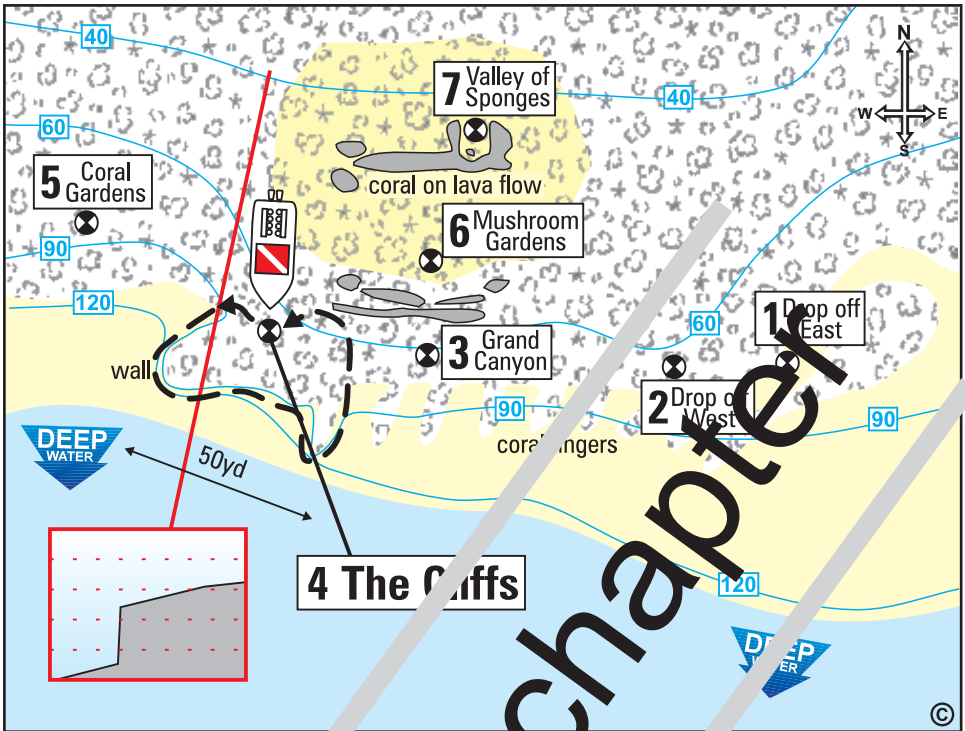 40
N
W E
S
7 Valley of
Sponges
40
60
coral on lava flow
5 Coral
Gardens
6 Mushroom
Gardens
90
120
60
1 Drop off
East
3 Grand
Canyon
wall
2 Drop off
West
90
90
coral fingers
DEEP
WATER
50yd
4 The Cliffs
120
DEEP
WATER
chapter
©